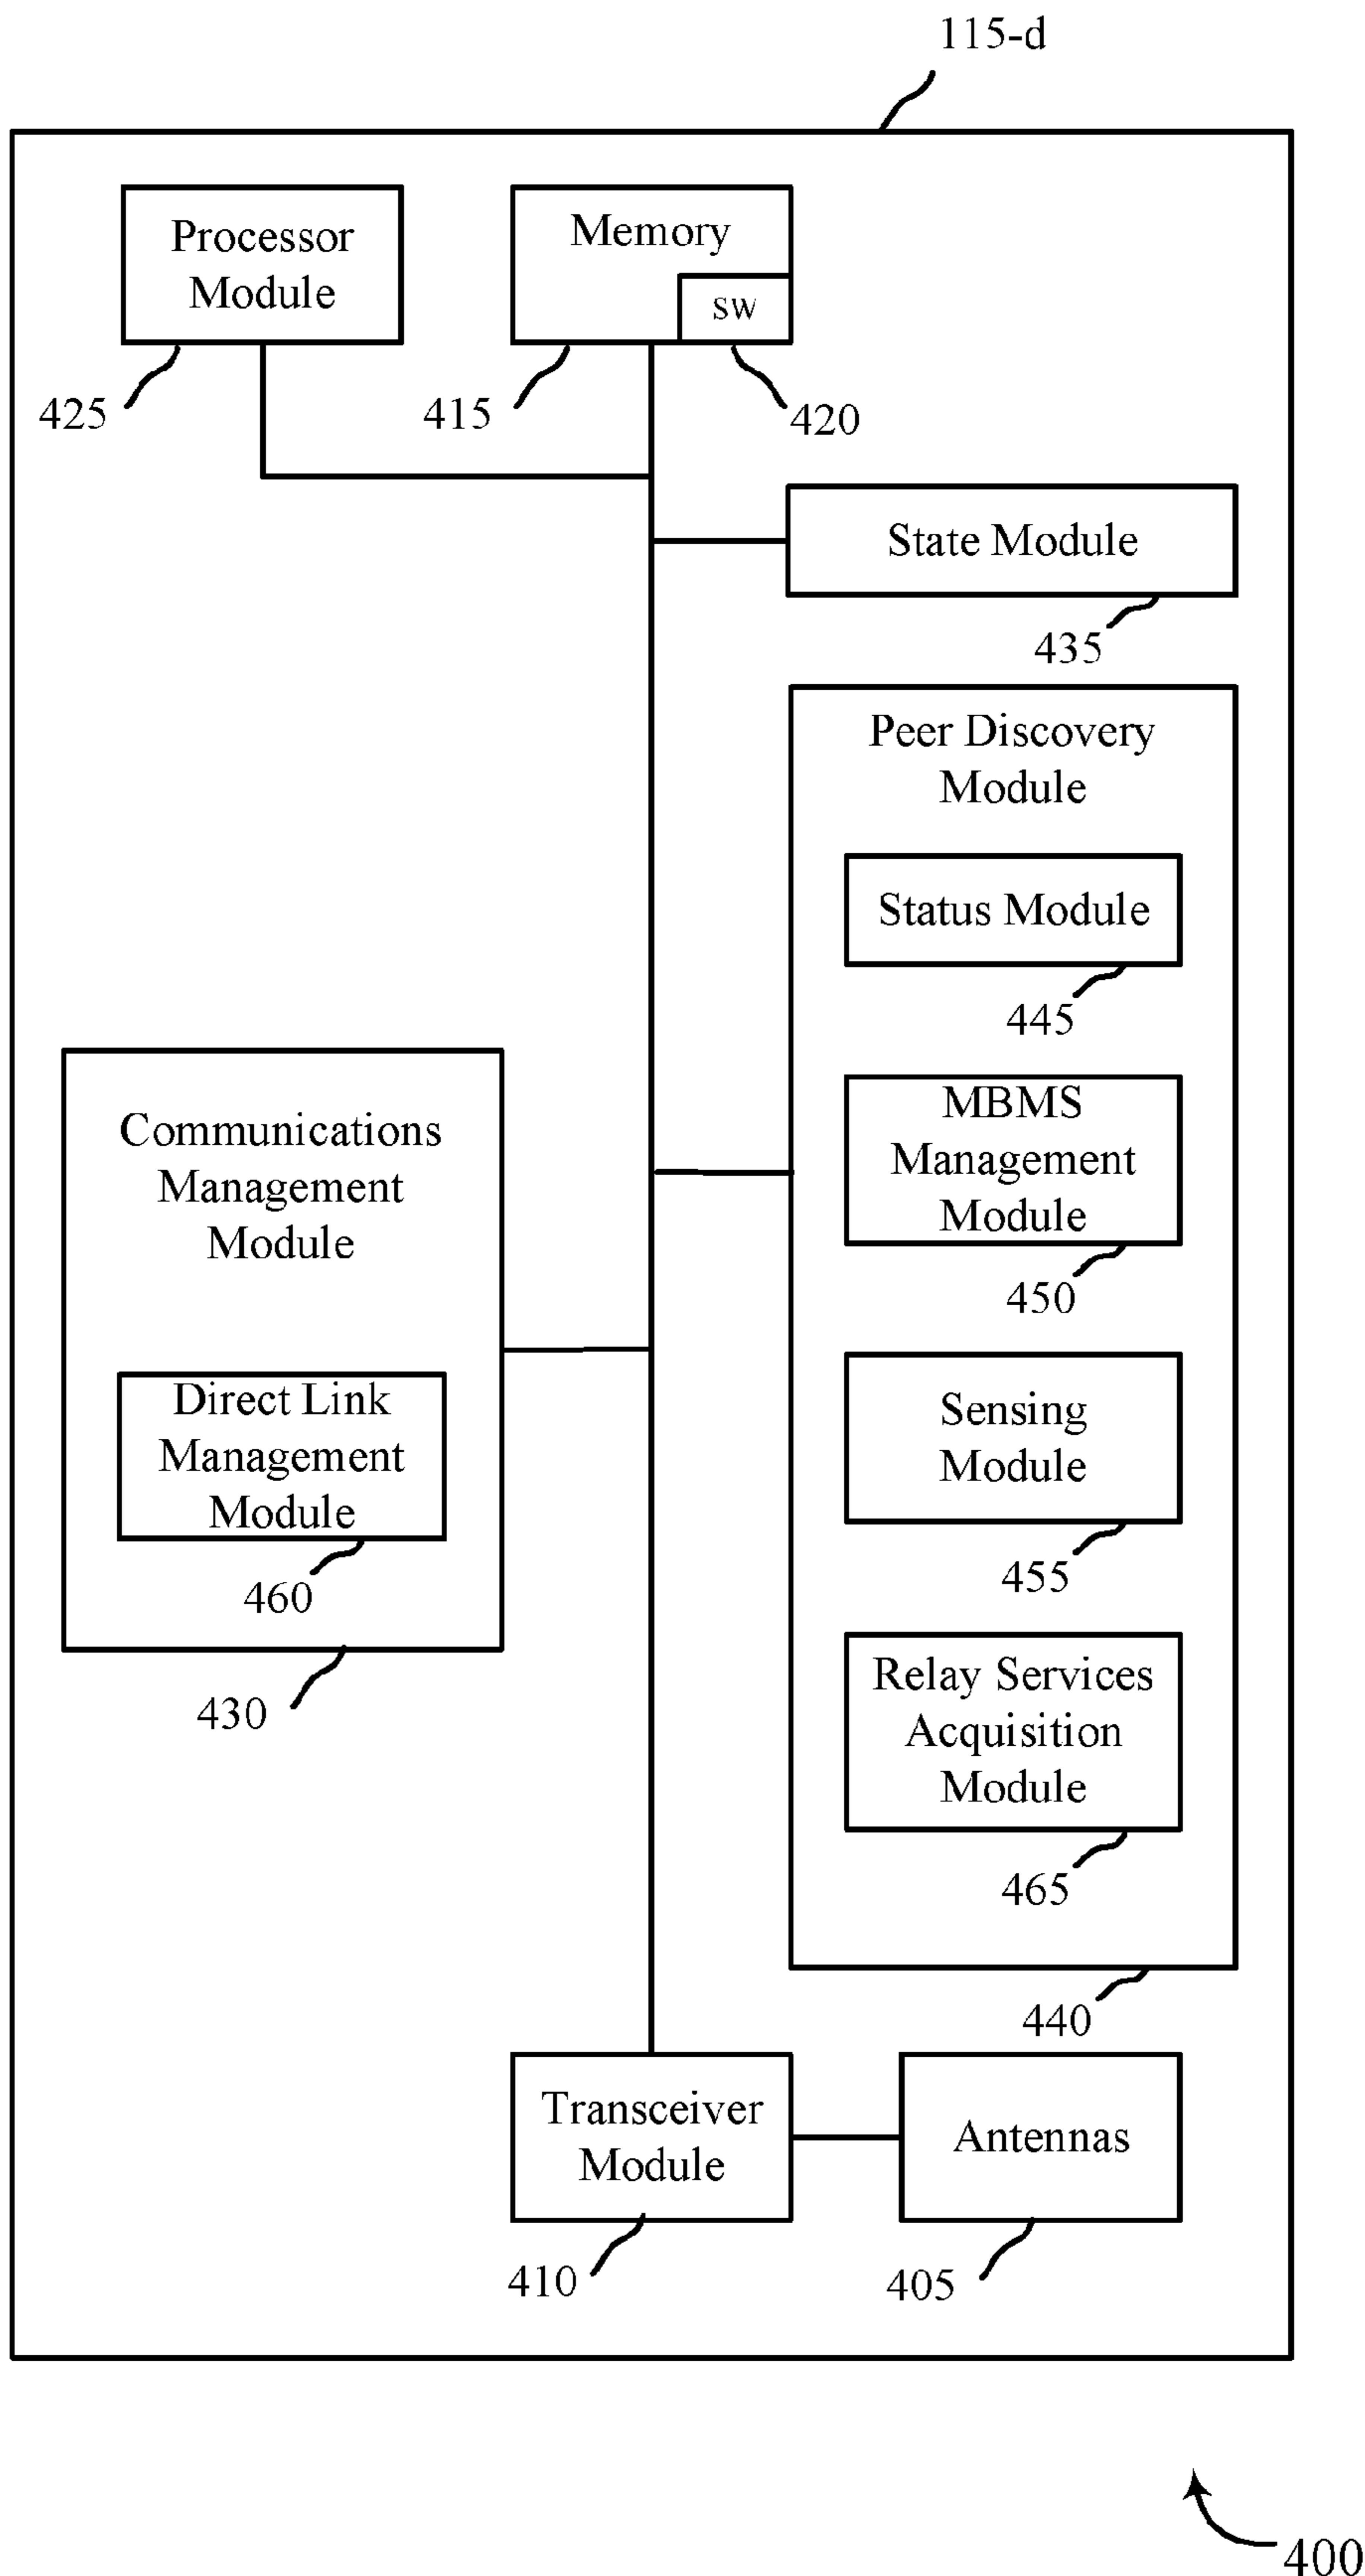 115-d
Processor
Module
Memory
sw
425
415
420
State Module
435
Peer Discovery
Module
Status Module
445
MBMS
Management
Module
450
Communications
Management
Module
Direct Link
Management
Module
460
430
Sensing
Module
455
Relay Services
Acquisition
Module
465
440
Transceiver
Module
Antennas
410
405
400